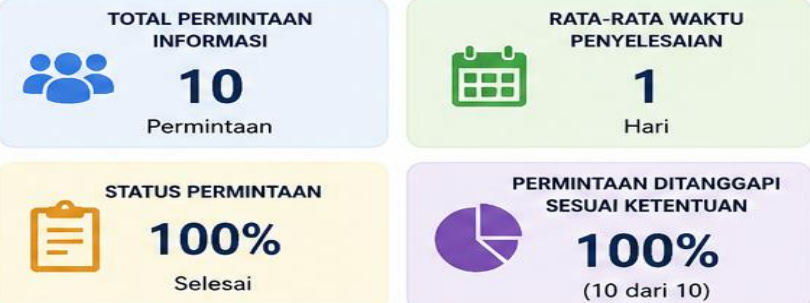 TOTAL PERMINTAAN
INFORMASI
10
Permintaan
RATA-RATA WAKTU
PENYELESAIAN
1
Hari
STATUS PERMINTAAN
100%
Selesai
PERMINTAAN DITANGGAPI
SESUAI KETENTUAN
100%
(10 dari 10)